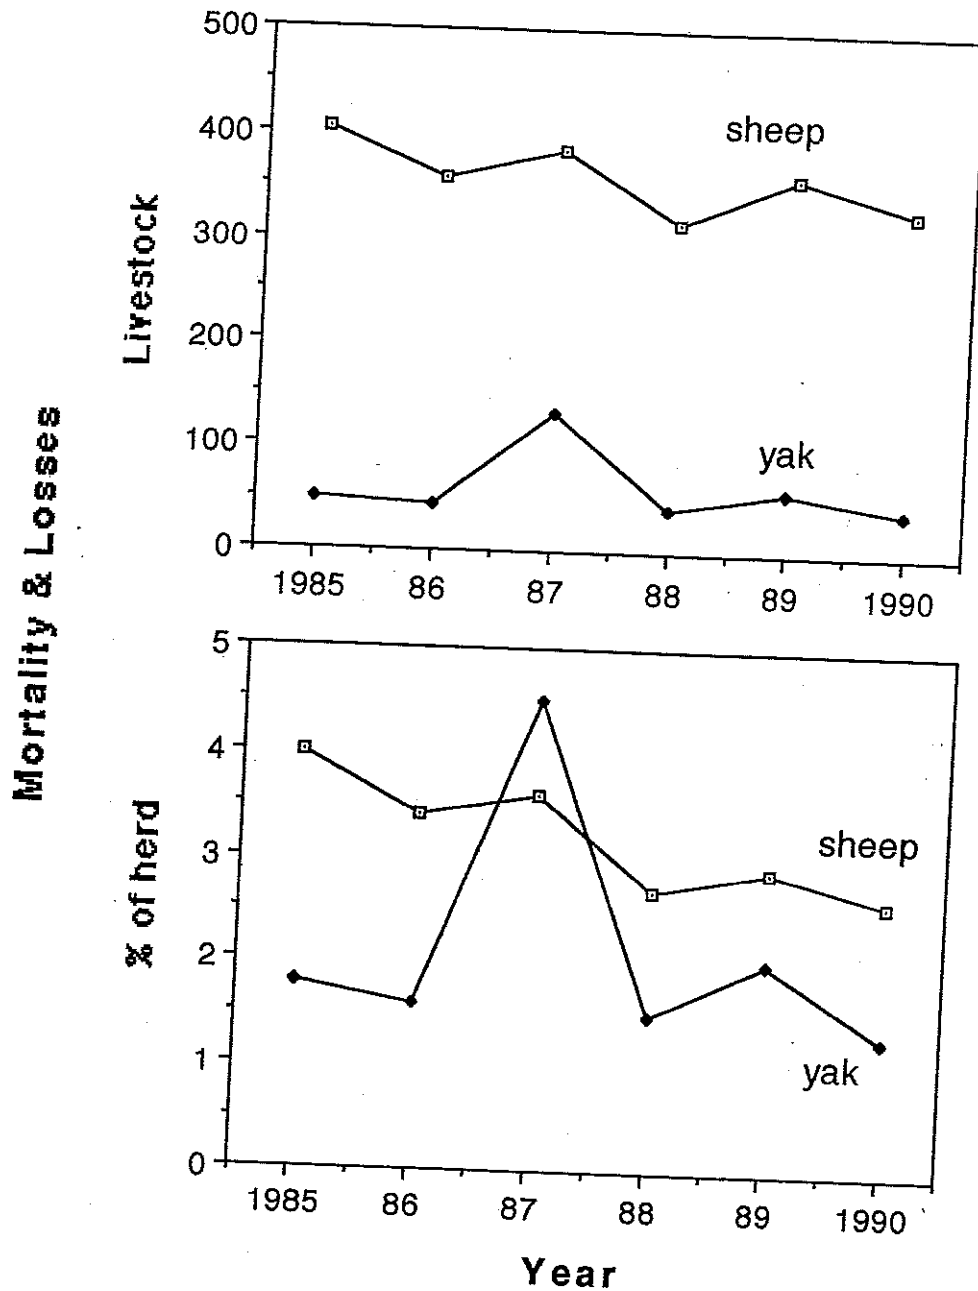 Mortality & Losses
Livestock
500
400
300
200
100
0
sheep
yak
1985 86 87 88 89 1990
% of herd
5
4
3
2
1
0
sheep
yak
1985 86 87 88 89 1990
Year